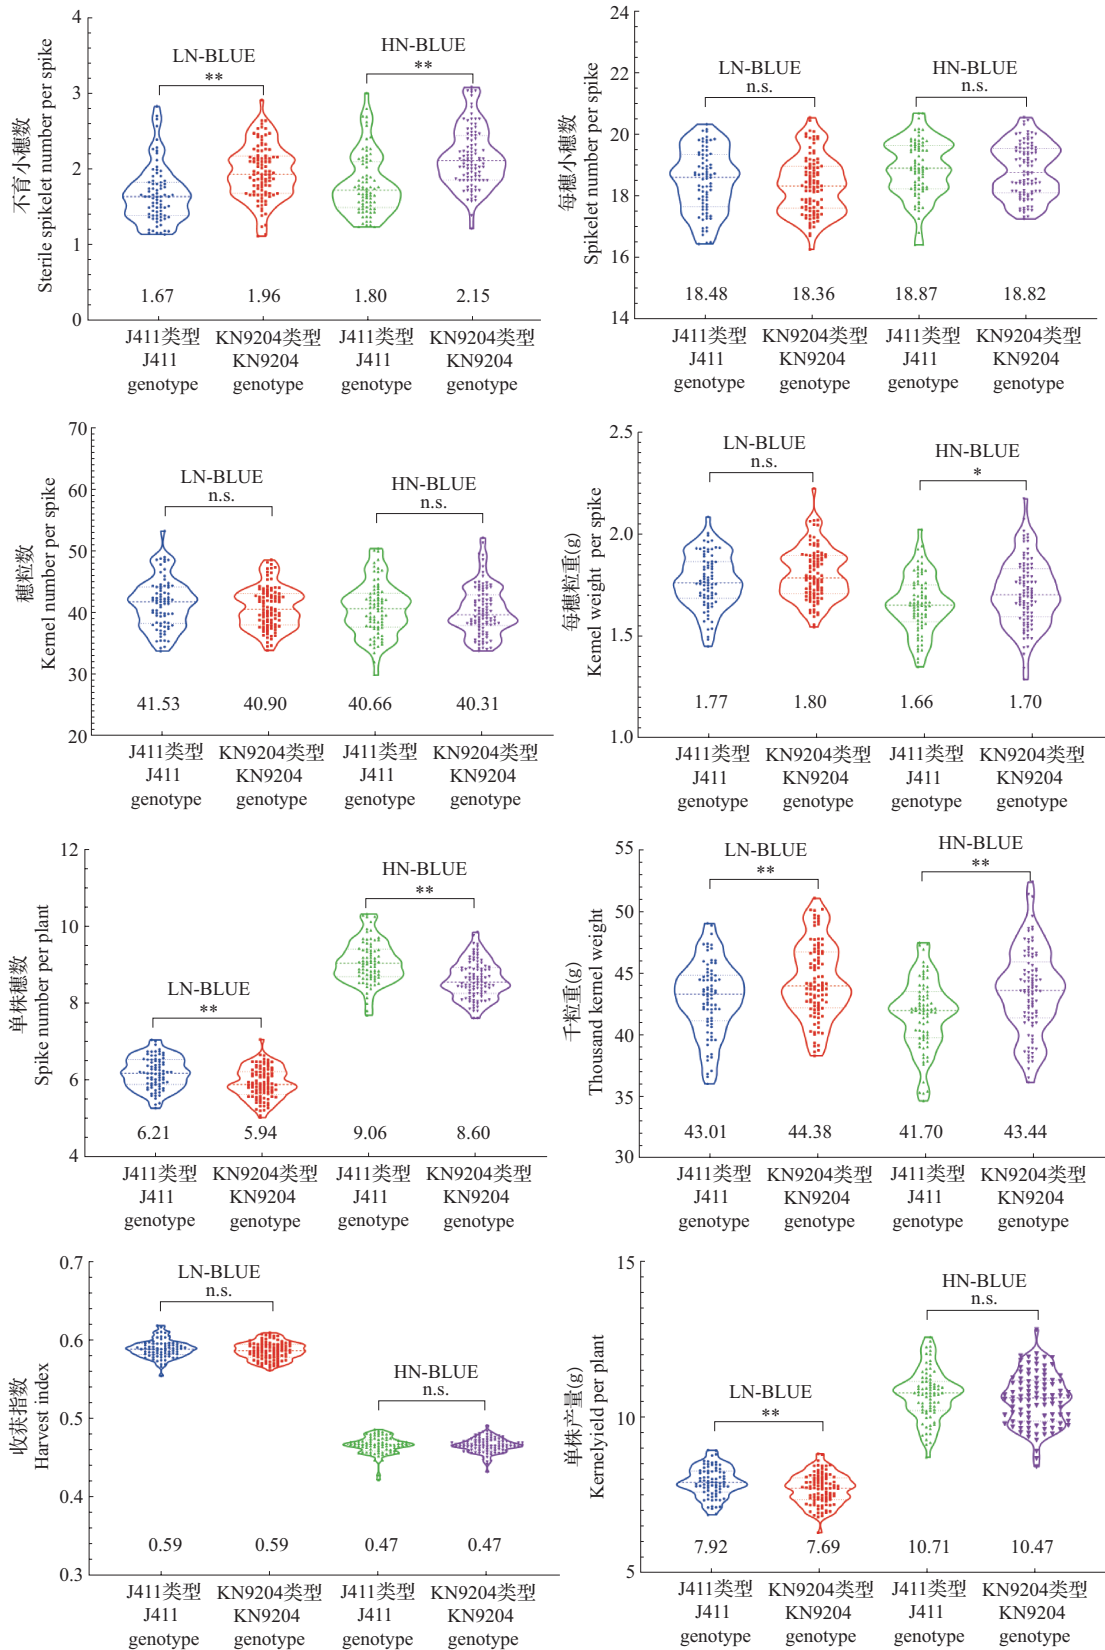 不育小穗数
Sterile spikelet number per spike
4
3
2
1
0
LN-BLUE
**
HN-BLUE
**
1.67
1.96
1.80
2.15
J411类型
J411
genotype
KN9204类型
KN9204
genotype
J411类型
J411
genotype
KN9204类型
KN9204
genotype
每穗小穗数
Spikelet number per spike
24
22
20
18
16
14
LN-BLUE
n.s.
HN-BLUE
n.s.
18.48
18.36
18.87
18.82
J411类型
J411
genotype
KN9204类型
KN9204
genotype
J411类型
J411
genotype
KN9204类型
KN9204
genotype
穗粒数
Kernel number per spike
70
60
50
40
30
20
LN-BLUE
n.s.
HN-BLUE
n.s.
41.53
40.90
40.66
40.31
J411类型
J411
genotype
KN9204类型
KN9204
genotype
J411类型
J411
genotype
KN9204类型
KN9204
genotype
每穗粒重(g)
Kernel weight per spike
2.5
2.0
1.5
1.0
LN-BLUE
n.s.
HN-BLUE
*
1.77
1.80
1.66
1.70
J411类型
J411
genotype
KN9204类型
KN9204
genotype
J411类型
J411
genotype
KN9204类型
KN9204
genotype
单株穗数
Spike number per plant
12
10
8
6
4
LN-BLUE
**
HN-BLUE
**
6.21
5.94
9.06
8.60
J411类型
J411
genotype
KN9204类型
KN9204
genotype
J411类型
J411
genotype
KN9204类型
KN9204
genotype
千粒重(g)
Thousand kernel weight
55
50
45
40
35
30
LN-BLUE
**
HN-BLUE
**
43.01
44.38
41.70
43.44
J411类型
J411
genotype
KN9204类型
KN9204
genotype
J411类型
J411
genotype
KN9204类型
KN9204
genotype
收获指数
Harvest index
0.7
0.6
0.5
0.4
0.3
LN-BLUE
n.s.
HN-BLUE
n.s.
0.59
0.59
0.47
0.47
J411类型
J411
genotype
KN9204类型
KN9204
genotype
J411类型
J411
genotype
KN9204类型
KN9204
genotype
单株产量(g)
Kernelyield per plant
15
10
5
LN-BLUE
**
HN-BLUE
n.s.
7.92
7.69
10.71
10.47
J411类型
J411
genotype
KN9204类型
KN9204
genotype
J411类型
J411
genotype
KN9204类型
KN9204
genotype